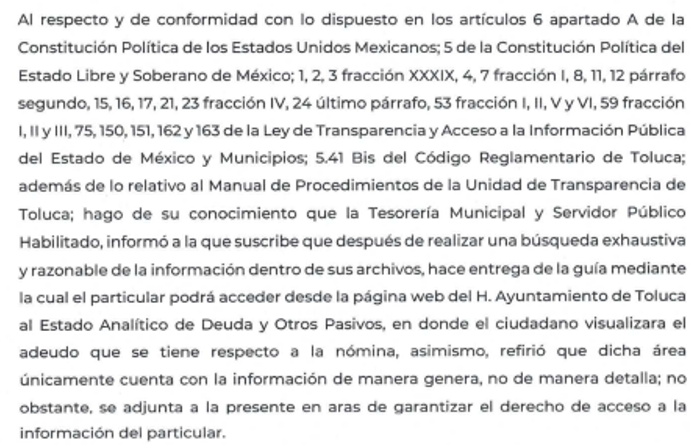 Al respecto y de conformidad con lo dispuesto en los artículos 6 apartado A de la
Constitución Política de los Estados Unidos Mexicanos; 5 de la Constitución Política del
Estado Libre y Soberano de México; 1, 2, 3 fracción XXXIX, 4, 7 fracción I, 8, 11, 12 párrafo
segundo, 15, 16, 17, 21, 23 fracción IV, 24 último párrafo, 53 fracción I, II, V y VI, 59 fracción
I, II y III, 75, 150, 151, 162 y 163 de la Ley de Transparencia y Acceso a la Información Pública
del Estado de México y Municipios; 5.41 Bis del Código Reglamentario de Toluca;
además de lo relativo al Manual de Procedimientos de la Unidad de Transparencia de
Toluca; hago de su conocimiento que la Tesorería Municipal y Servidor Público
Habilitado, informó a la que suscribe que después de realizar una búsqueda exhaustiva
y razonable de la información dentro de sus archivos, hace entrega de la guía mediante
la cual el particular podrá acceder desde la página web del H. Ayuntamiento de Toluca
al Estado Analítico de Deuda y Otros Pasivos, en donde el ciudadano visualizara el
adeudo que se tiene respecto a la nómina, asimismo, refirió que dicha área
únicamente cuenta con la información de manera genera, no de manera detalla; no
obstante, se adjunta a la presente en aras de garantizar el derecho de acceso a la
información del particular.